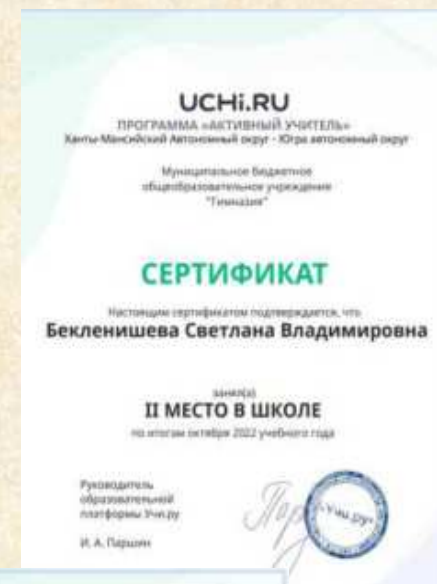 UCHi.RU
ПРОГРАММА «АКТИВНЫЙ УЧИТЕЛЬ»
Ханты-Мансийский Автономный округ - Югра автономный округ
Муниципальное бюджетное
общеобразовательное учреждение
"Гимназия"
СЕРТИФИКАТ
Настоящим сертификатом подтверждается, что
Бекленишева Светлана Владимировна
занял(а)
II МЕСТО В ШКОЛЕ
по итогам октября 2022 учебного года
Руководитель
образовательной
платформы Учи.ру
И. А. Паршин
"Учи.ру"